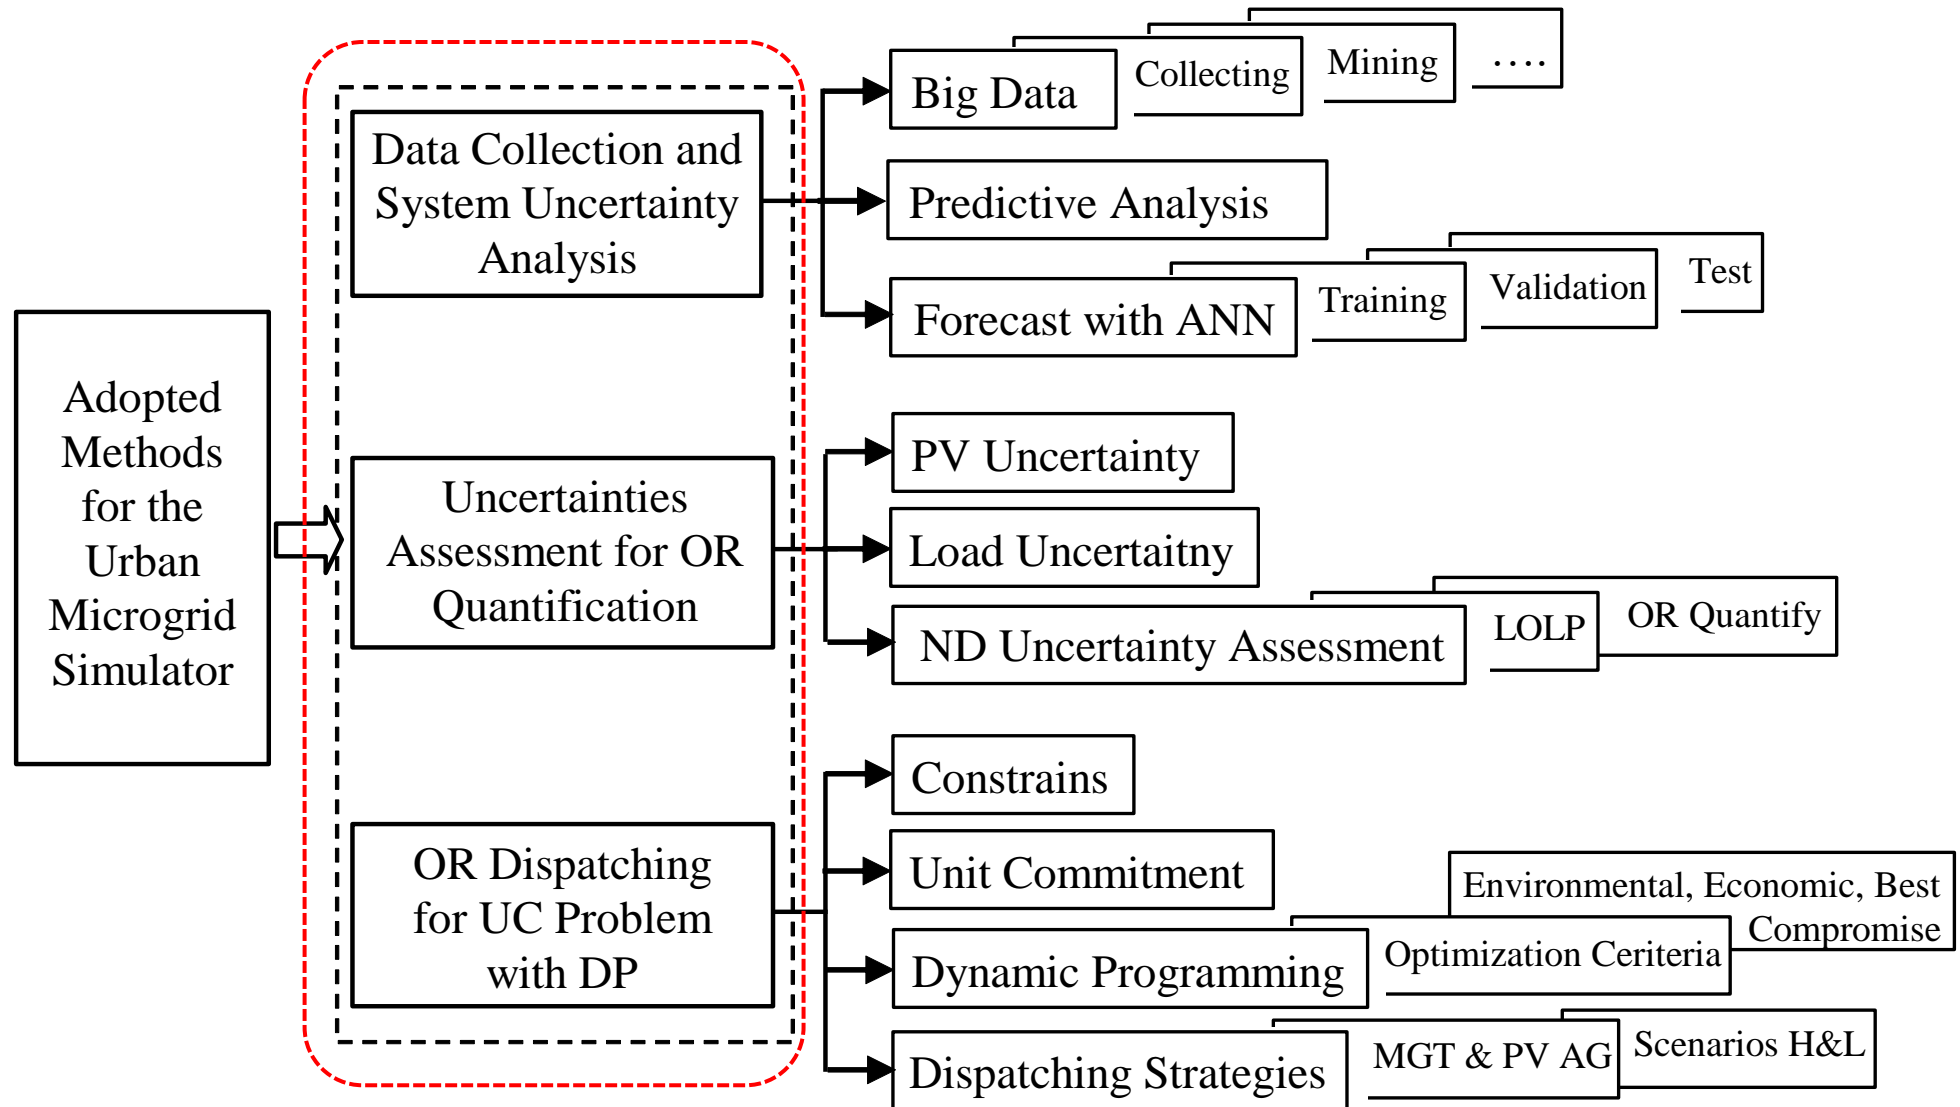 Adopted
Methods
for the
Urban
Microgrid
Simulator
Data Collection and
System Uncertainty
Analysis
Big Data
Collecting
Mining
....
Predictive Analysis
Forecast with ANN
Training
Validation
Test
Uncertainties
Assessment for OR
Quantification
PV Uncertainty
Load Uncertaitny
ND Uncertainty Assessment
LOLP
OR Quantify
OR Dispatching
for UC Problem
with DP
Constrains
Unit Commitment
Dynamic Programming
Optimization Ceriteria
Environmental, Economic, Best
Compromise
Dispatching Strategies
MGT & PV AG
Scenarios H&L